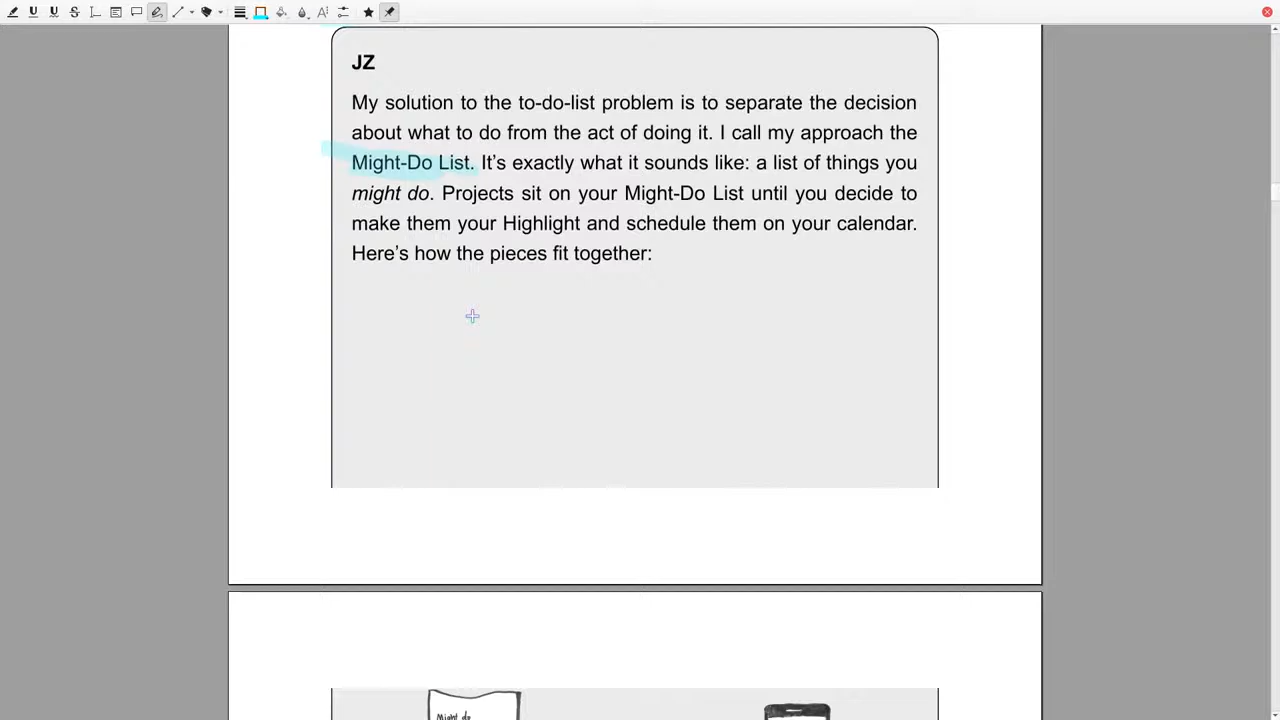 JZ
My solution to the to-do-list problem is to separate the decision
about what to do from the act of doing it. I call my approach the
Might-Do List. It’s exactly what it sounds like: a list of things you
might do. Projects sit on your Might-Do List until you decide to
make them your Highlight and schedule them on your calendar.
Here’s how the pieces fit together:
Might do